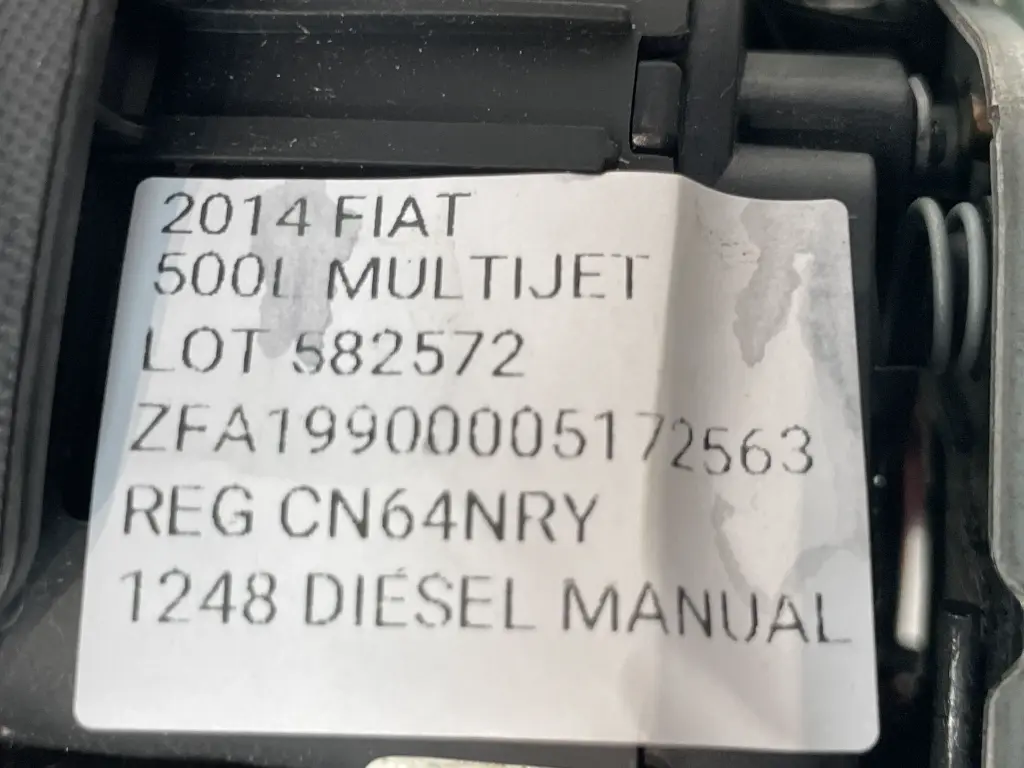 2014 FIAT
500L MULTIJET
LOT 582572
ZFA19900005172563
REG CN64NRY
1248 DIESEL MANUAL